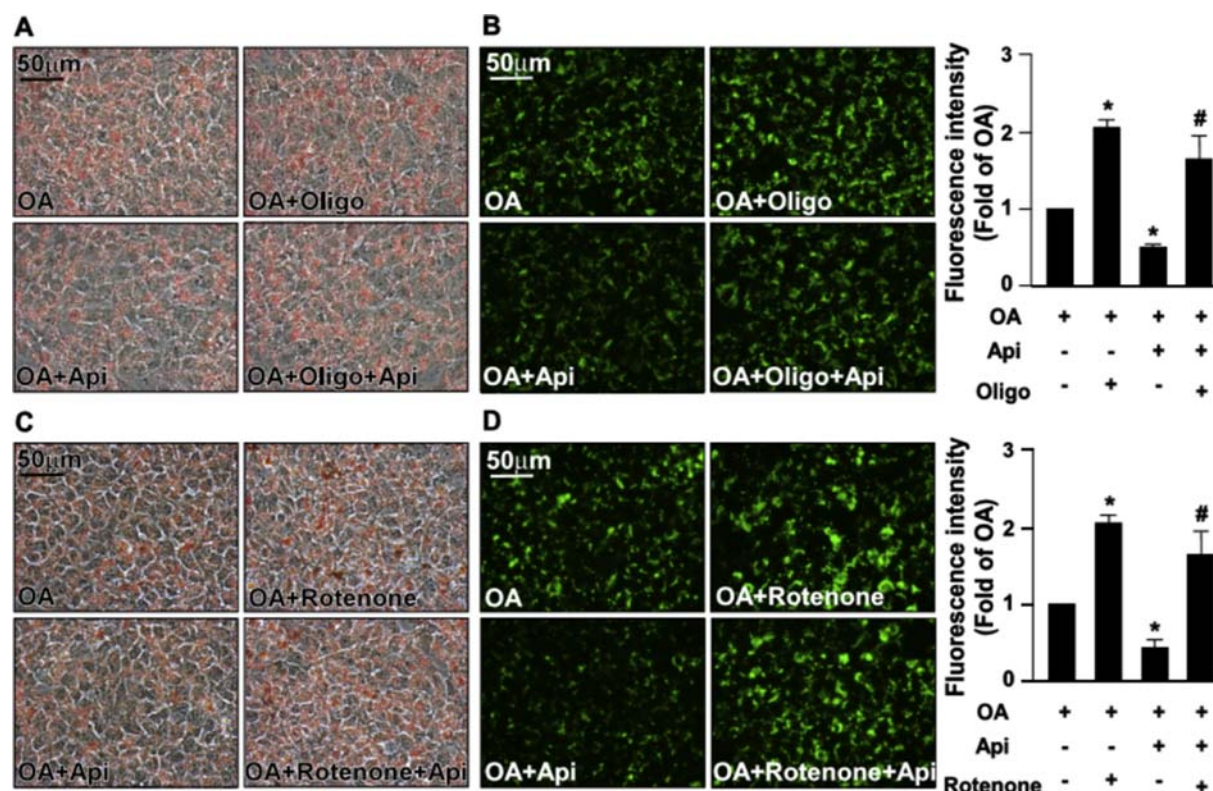 A
50μm
OA
OA+Oligo
OA+Api
OA+Oligo+Api
B
50μm
OA
OA+Oligo
OA+Api
OA+Oligo+Api
Fluorescence intensity
(Fold of OA)
3
2
1
0
*
*
#
OA + + + +
Api - - + +
Oligo - + - +
C
50μm
OA
OA+Rotenone
OA+Api
OA+Rotenone+Api
D
50μm
OA
OA+Rotenone
OA+Api
OA+Rotenone+Api
Fluorescence intensity
(Fold of OA)
3
2
1
0
*
*
#
OA + + + +
Api - - + +
Rotenone - + - +